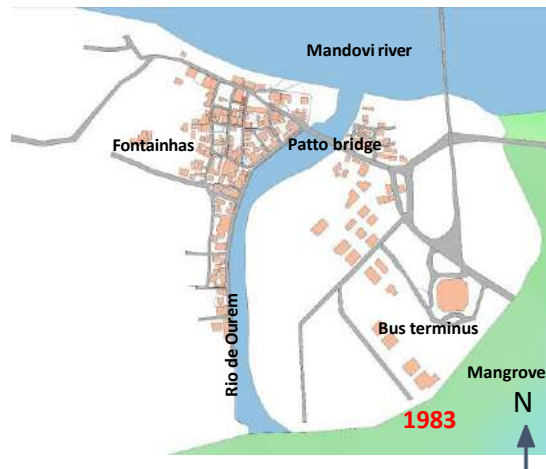 Mandovi river
Fontainhas
Patto bridge
Rio de Ourem
Bus terminus
Mangrove
1983
N